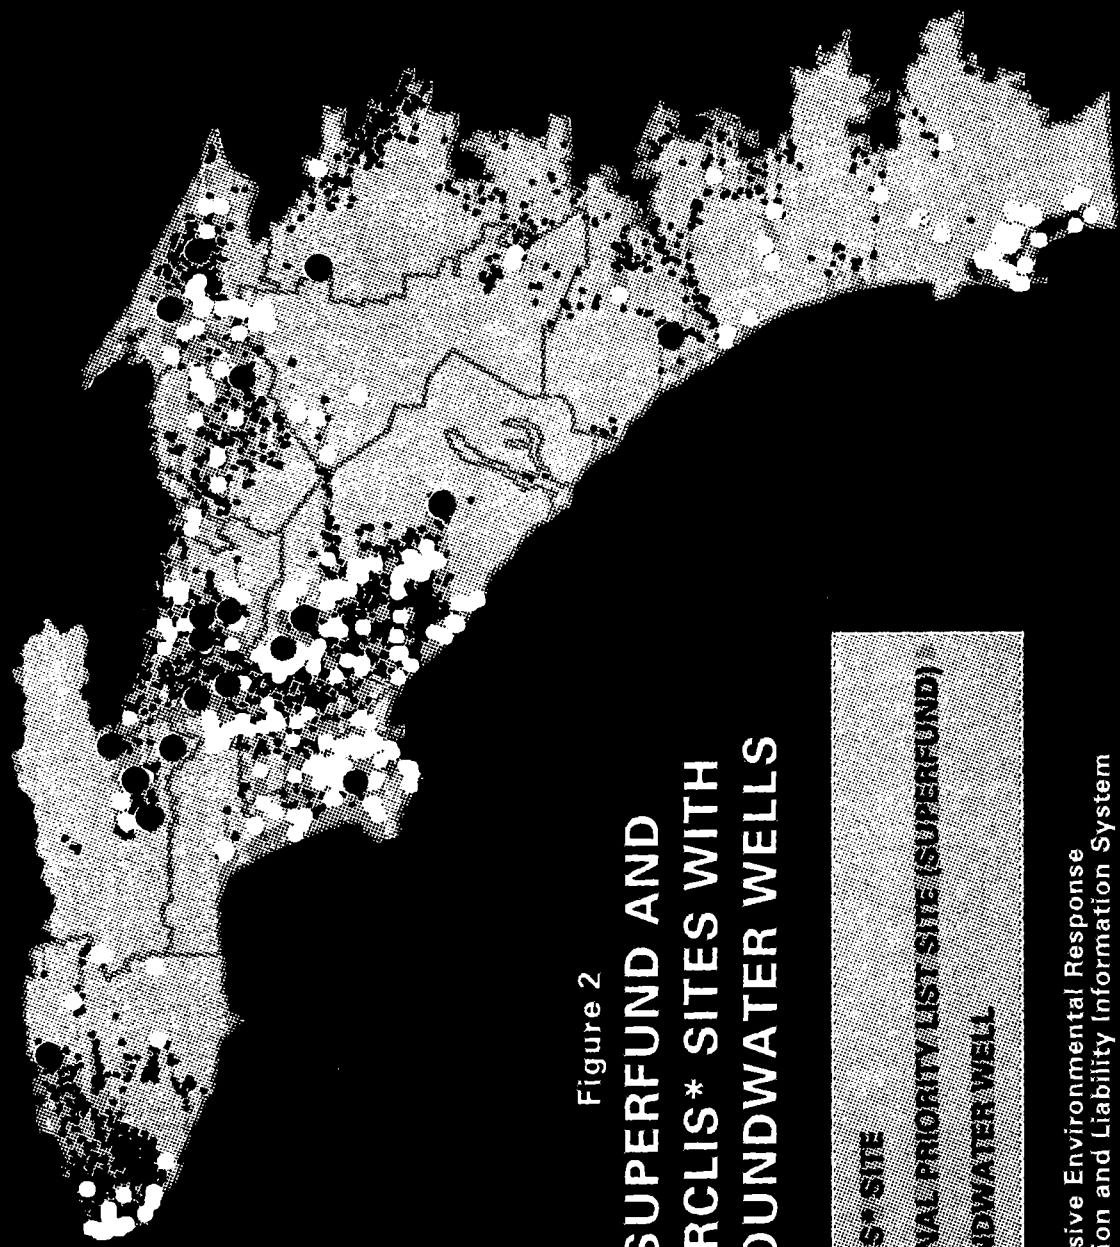 Figure 2
SUPERFUND AND
RCLIS* SITES WITH
OUNDWATER WELLS
S* SITE
NAL PRIORITY LIST SITE (SUPERFUND)
NDWATER WELL
sive Environmental Response
ion and Liability Information System